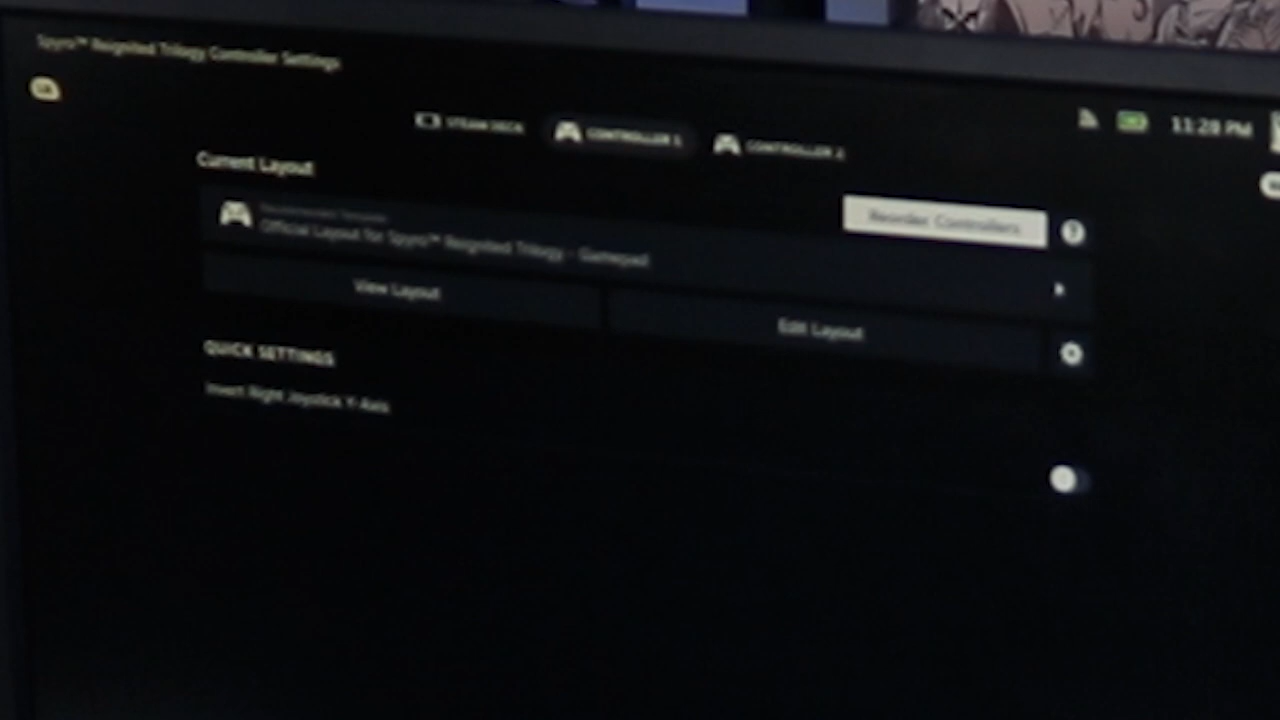 Spyro™ Reignited Trilogy Controller Settings
STEAM DECK
CONTROLLER 1
CONTROLLER 2
11:28 PM
Current Layout
Reorder Controllers
?
Official Layout for Spyro™ Reignited Trilogy - Gamepad
View Layout
Edit Layout
QUICK SETTINGS
Invert Right Joystick Y-Axis